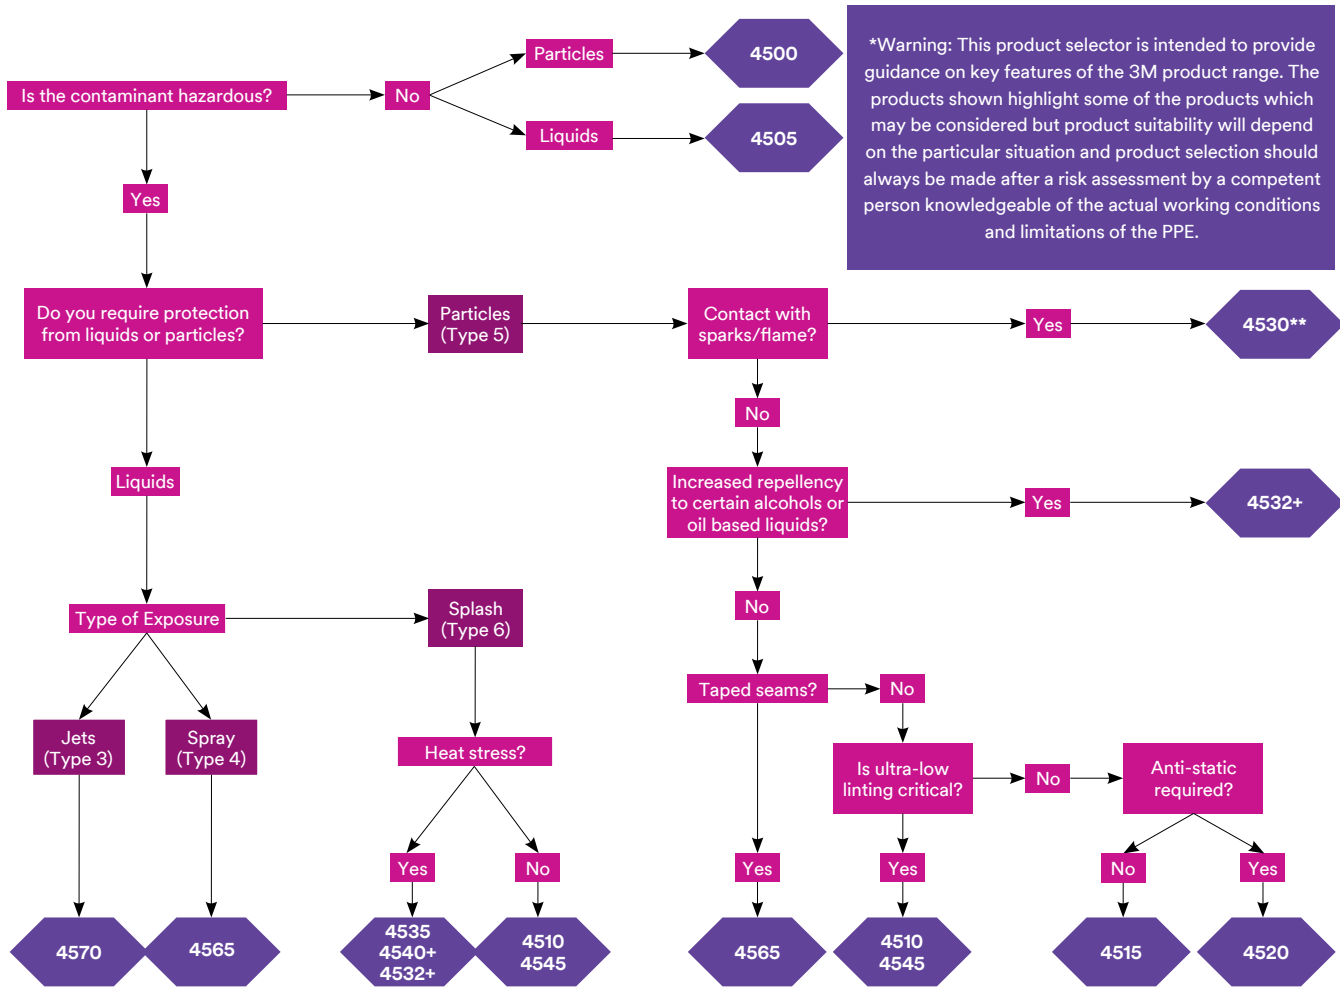 Is the contaminant hazardous?
No
Particles
4500
Liquids
4505
*Warning: This product selector is intended to provide
guidance on key features of the 3M product range. The
products shown highlight some of the products which
may be considered but product suitability will depend
on the particular situation and product selection should
always be made after a risk assessment by a competent
person knowledgeable of the actual working conditions
and limitations of the PPE.
Yes
Do you require protection
from liquids or particles?
Particles
(Type 5)
Contact with
sparks/flame?
Yes
4530**
No
Liquids
Increased repellency
to certain alcohols or
oil based liquids?
Yes
4532+
No
Type of Exposure
Splash
(Type 6)
Taped seams?
No
Jets
(Type 3)
Spray
(Type 4)
Heat stress?
Is ultra-low
linting critical?
No
Anti-static
required?
Yes
No
Yes
Yes
No
Yes
4570
4565
4535
4540+
4532+
4510
4545
4565
4510
4545
4515
4520